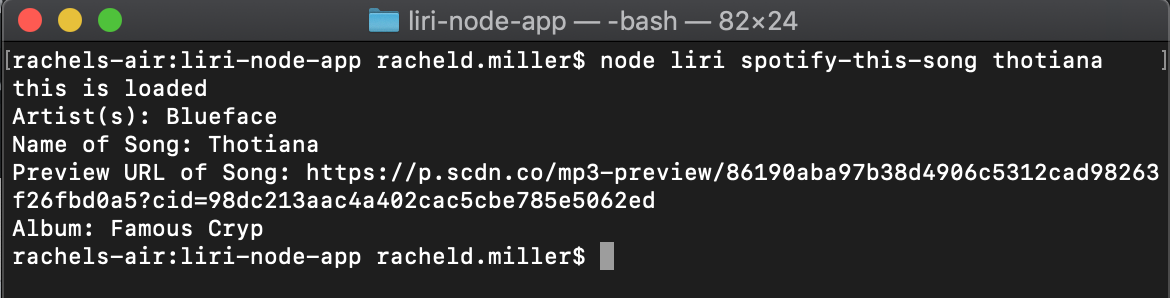 liri-node-app — -bash — 82×24
[rachels-air:liri-node-app racheld.miller$ node liri spotify-this-song thotiana ]
this is loaded
Artist(s): Blueface
Name of Song: Thotiana
Preview URL of Song: https://p.scdn.co/mp3-preview/86190aba97b38d4906c5312cad98263
f26fbd0a5?cid=98dc213aac4a402cac5cbe785e5062ed
Album: Famous Cryp
rachels-air:liri-node-app racheld.miller$